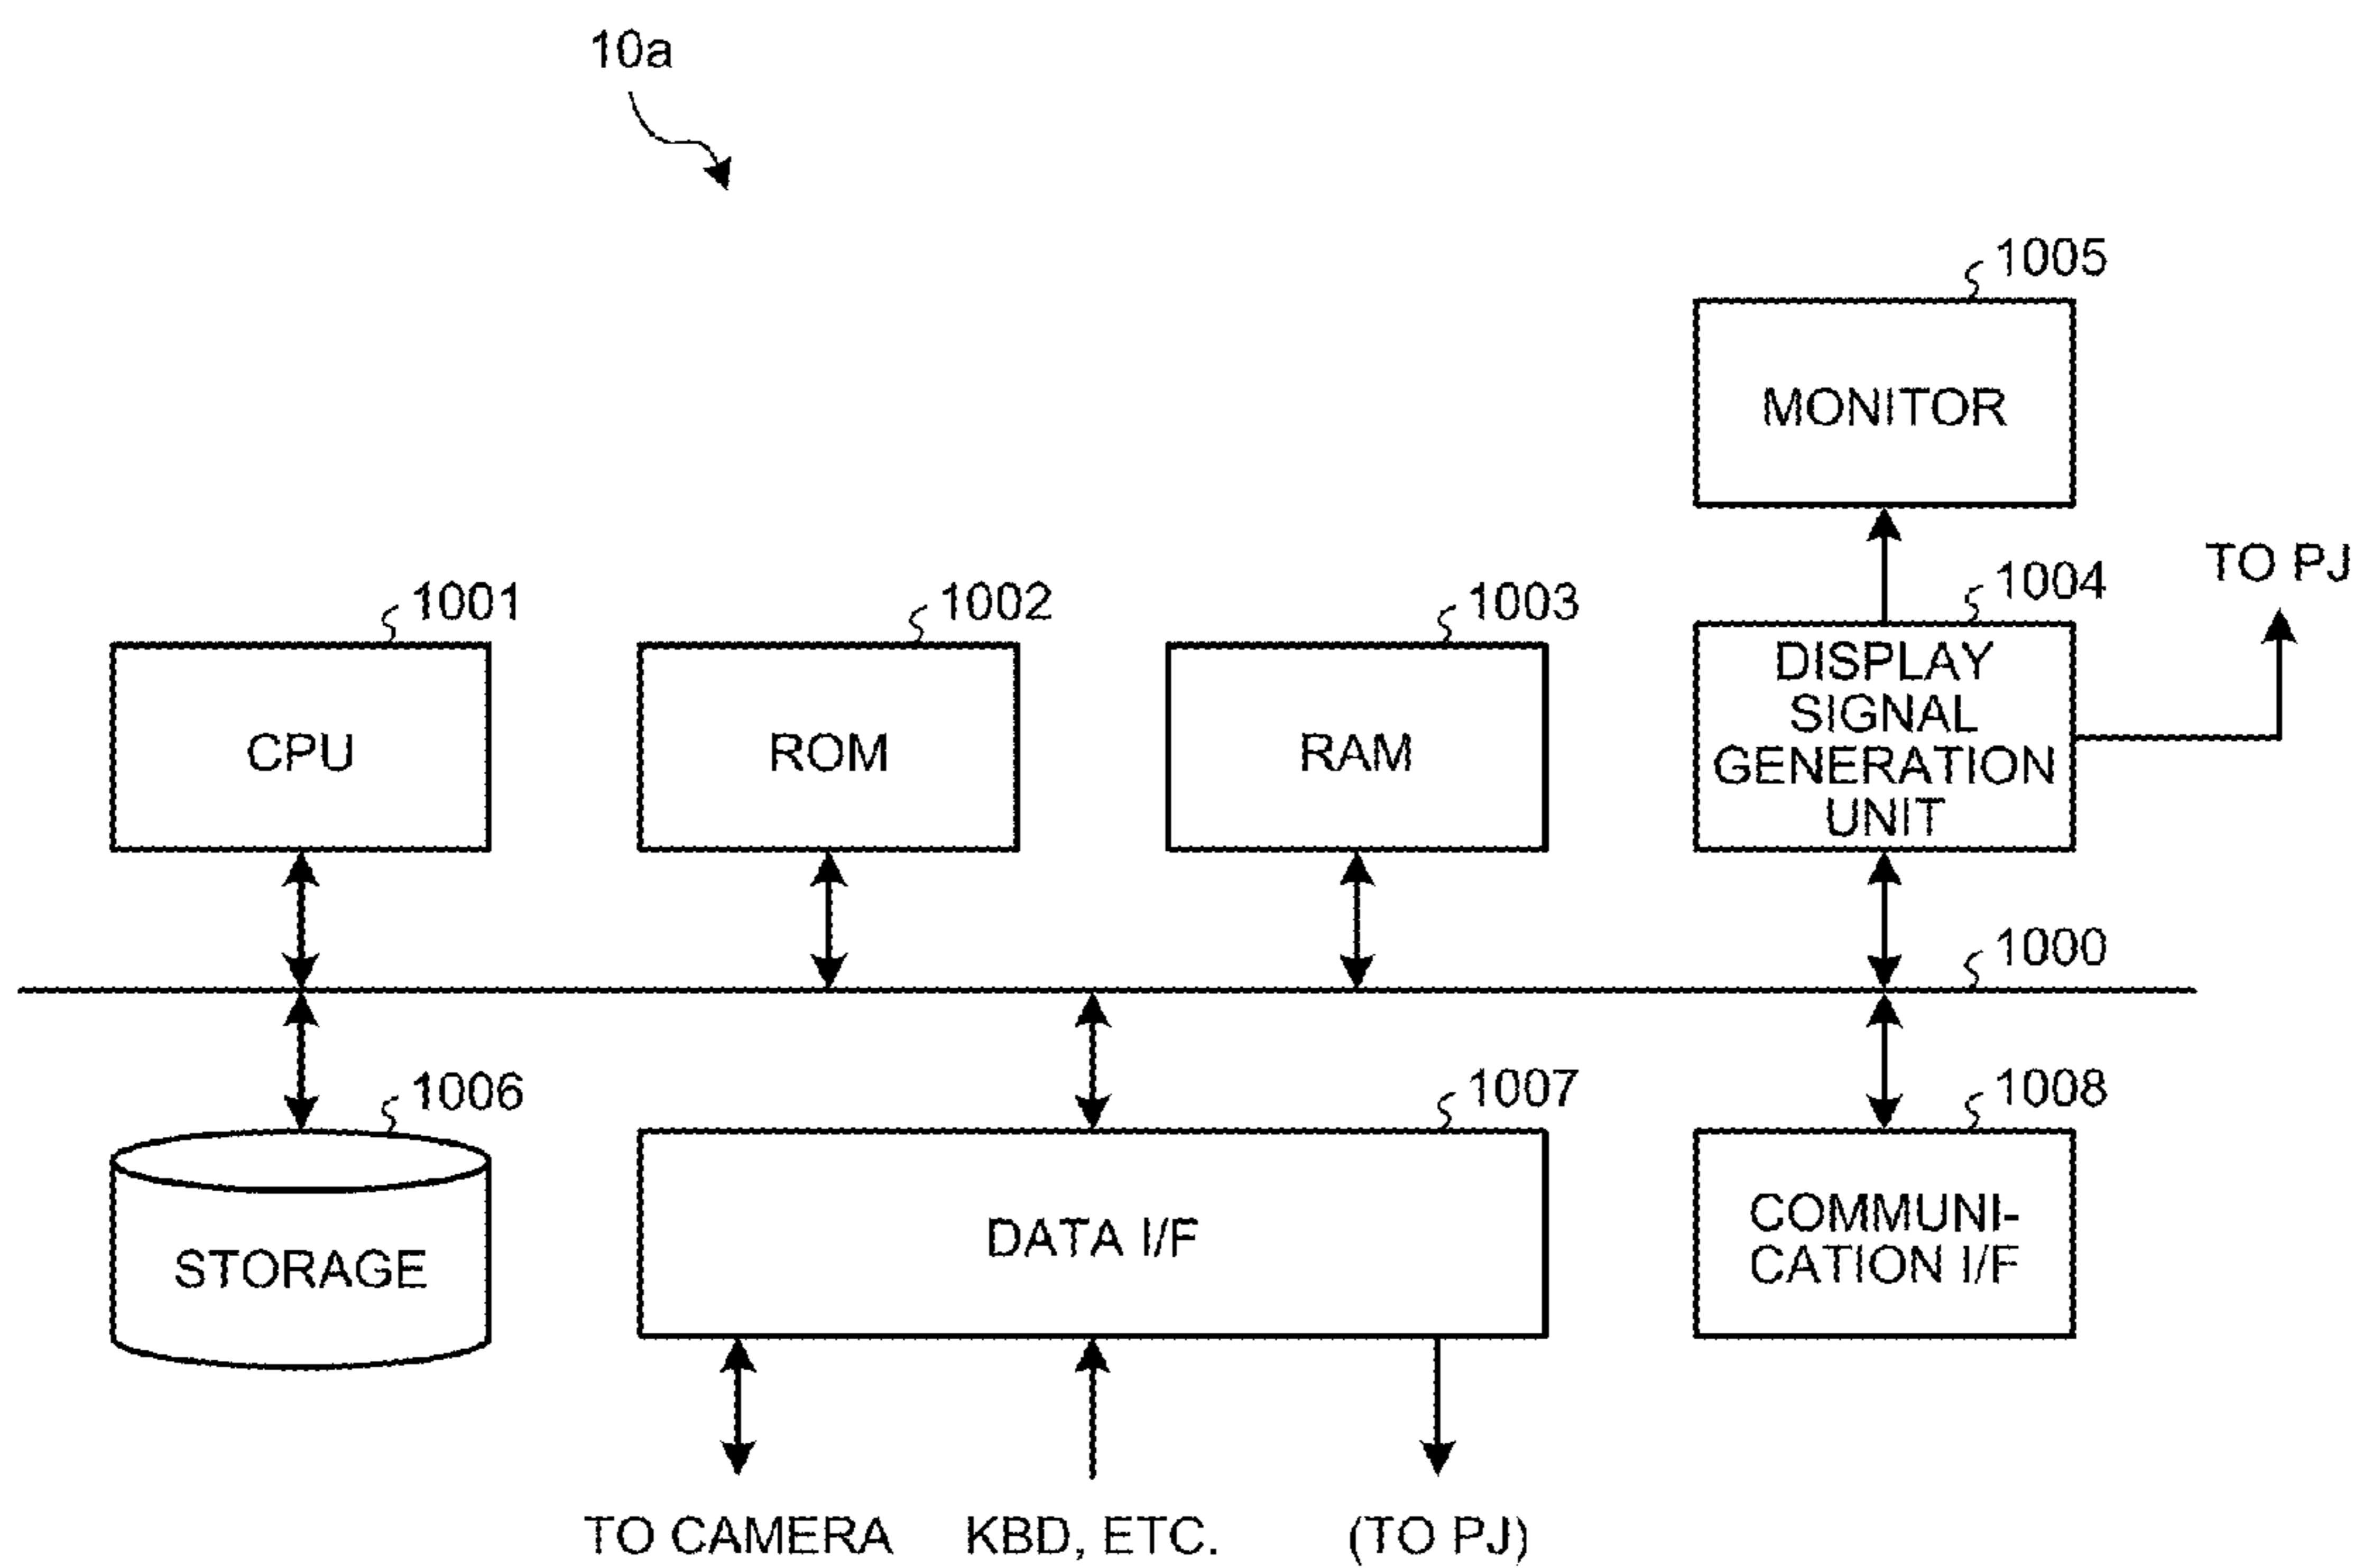 10a
1005
MONITOR
TO PJ
1001
1002
1003
1004
CPU
ROM
RAM
DISPLAY
SIGNAL
GENERATION
UNIT
1000
1006
1007
1008
STORAGE
DATA I/F
COMMUNI-
CATION I/F
TO CAMERA
KBD, ETC.
(TO PJ)